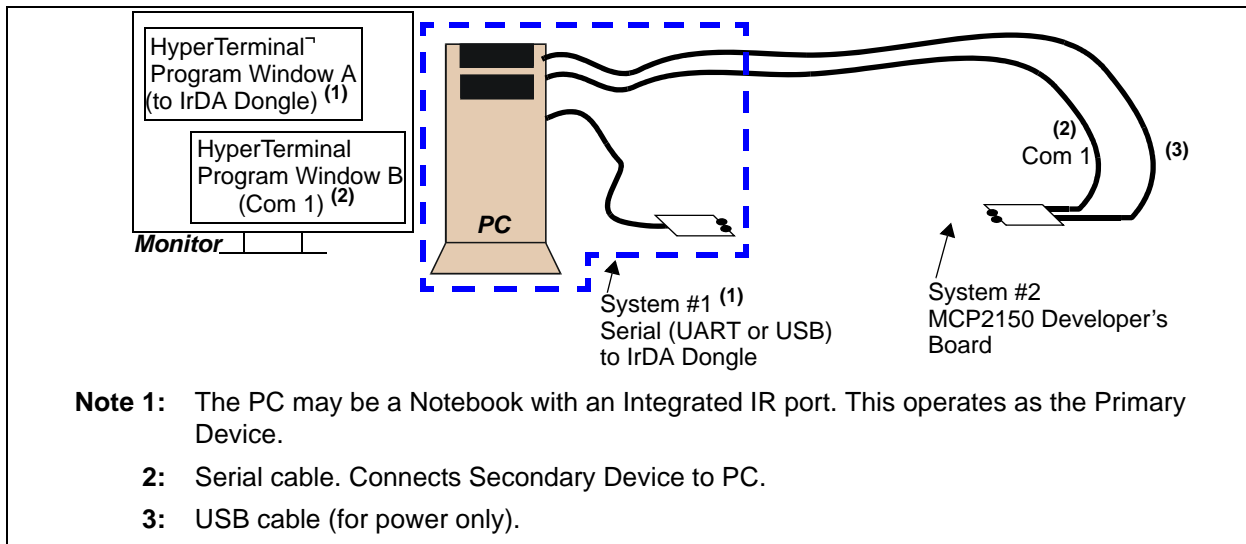 HyperTerminal¬
Program Window A
(to IrDA Dongle) (1)
HyperTerminal
Program Window B
(Com 1) (2)
Monitor
PC
(2)
Com 1
(3)
System #1 (1)
Serial (UART or USB)
to IrDA Dongle
System #2
MCP2150 Developer's
Board
Note 1: The PC may be a Notebook with an Integrated IR port. This operates as the Primary
Device.
2: Serial cable. Connects Secondary Device to PC.
3: USB cable (for power only).